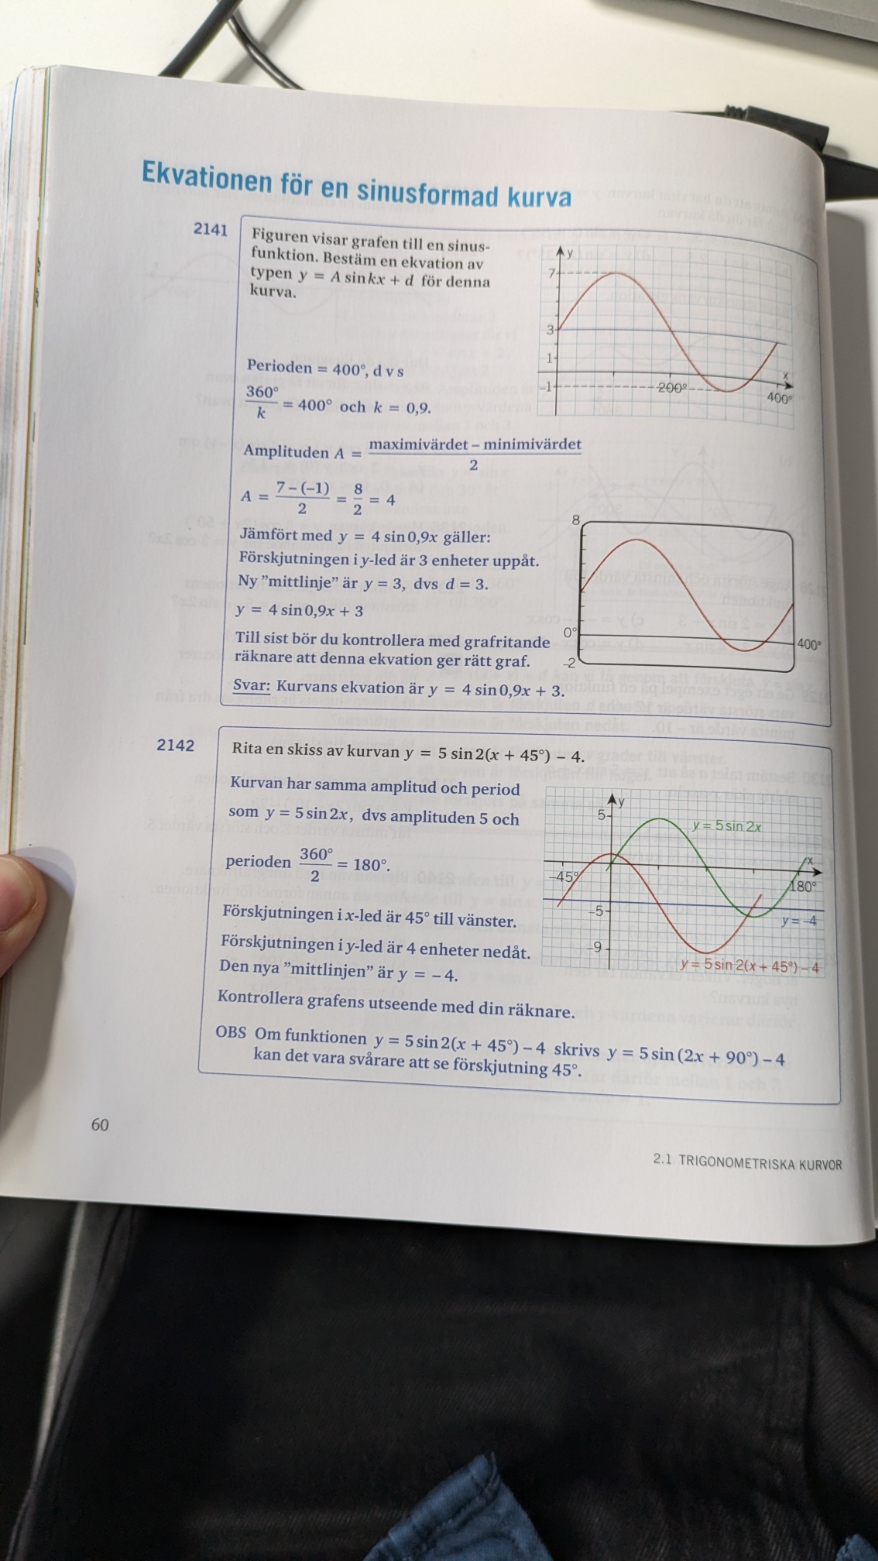 Ekvationen för en sinusformad kurva
2141
Figuren visar grafen till en sinus-
funktion. Bestäm en ekvation av
typen y = A sin kx + d för denna
kurva.
y
7
3
1
-1
200°
x
400°
Perioden = 400°, d v s
360°/k = 400° och k = 0,9.
Amplituden A = (maximivärdet – minimivärdet)/2
A = (7 – (–1))/2 = 8/2 = 4
Jämfört med y = 4 sin 0,9x gäller:
Förskjutningen i y-led är 3 enheter uppåt.
Ny ”mittlinje” är y = 3, dvs d = 3.
y = 4 sin 0,9x + 3
Till sist bör du kontrollera med grafritande
räknare att denna ekvation ger rätt graf.
Svar: Kurvans ekvation är y = 4 sin 0,9x + 3.
8
0°
-2
400°
2142
Rita en skiss av kurvan y = 5 sin 2(x + 45°) – 4.
Kurvan har samma amplitud och period
som y = 5 sin 2x, dvs amplituden 5 och
perioden 360°/2 = 180°.
Förskjutningen i x-led är 45° till vänster.
Förskjutningen i y-led är 4 enheter nedåt.
Den nya ”mittlinjen” är y = – 4.
Kontrollera grafens utseende med din räknare.
OBS Om funktionen y = 5 sin 2(x + 45°) – 4 skrivs y = 5 sin (2x + 90°) – 4
kan det vara svårare att se förskjutning 45°.
y
5
y = 5 sin 2x
x
-45°
180°
-5
y = -4
-9
y = 5 sin 2(x + 45°) – 4
60
2.1 TRIGONOMETRISKA KURVOR